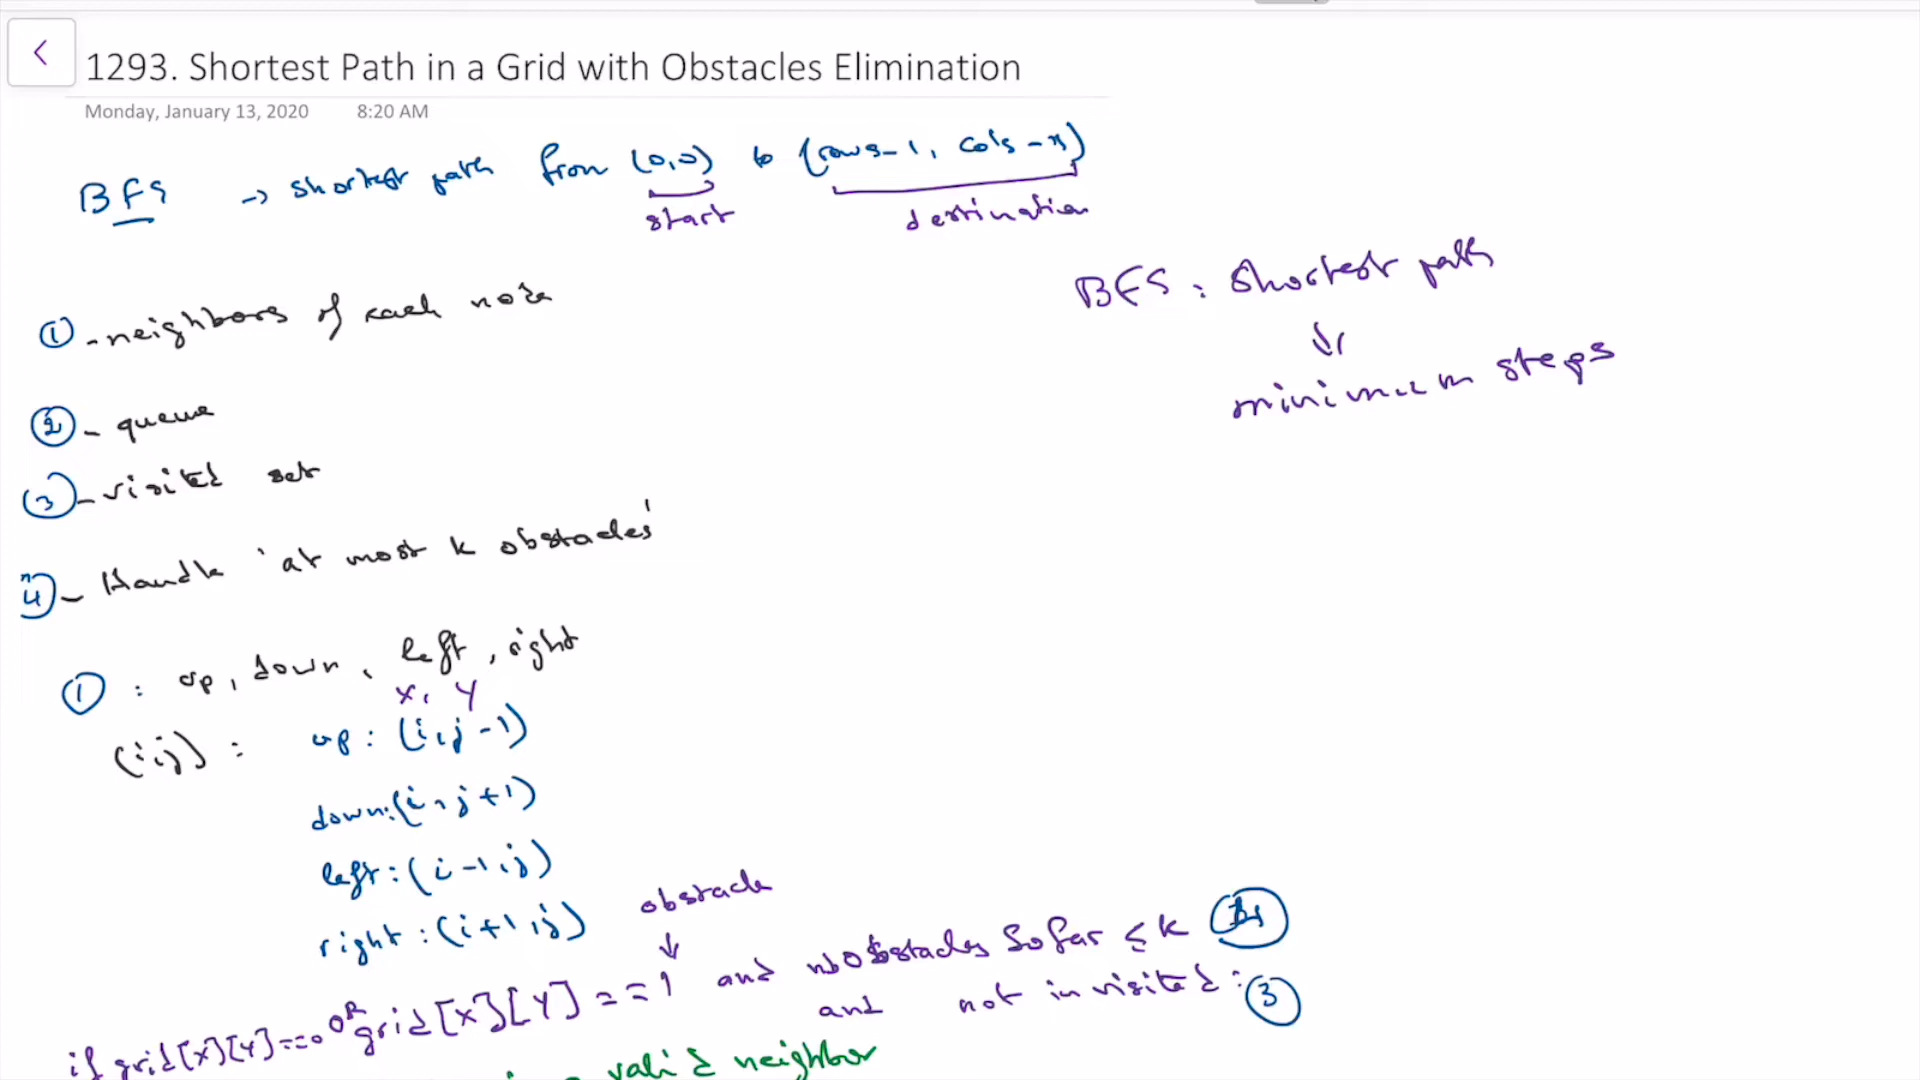 1293. Shortest Path in a Grid with Obstacles Elimination
Monday, January 13, 2020 8:20 AM
BFS -> shortest path from (0,0) to (rows-1, cols-1)
start
destination
BFS: shortest path
minimum steps
① - neighbors of each node
② - queue
③ - visited set
④ - Handle 'at most k obstacles'
① : up, down, left, right
x, y
(i,j) : up: (i,j-1)
down: (i,j+1)
left: (i-1,j)
right: (i+1,j)
obstacle
if grid[x][y]==0 OR grid[x][y]==1 and obstacles so far ≤ k ④
and not in visited: ③
valid neighbor